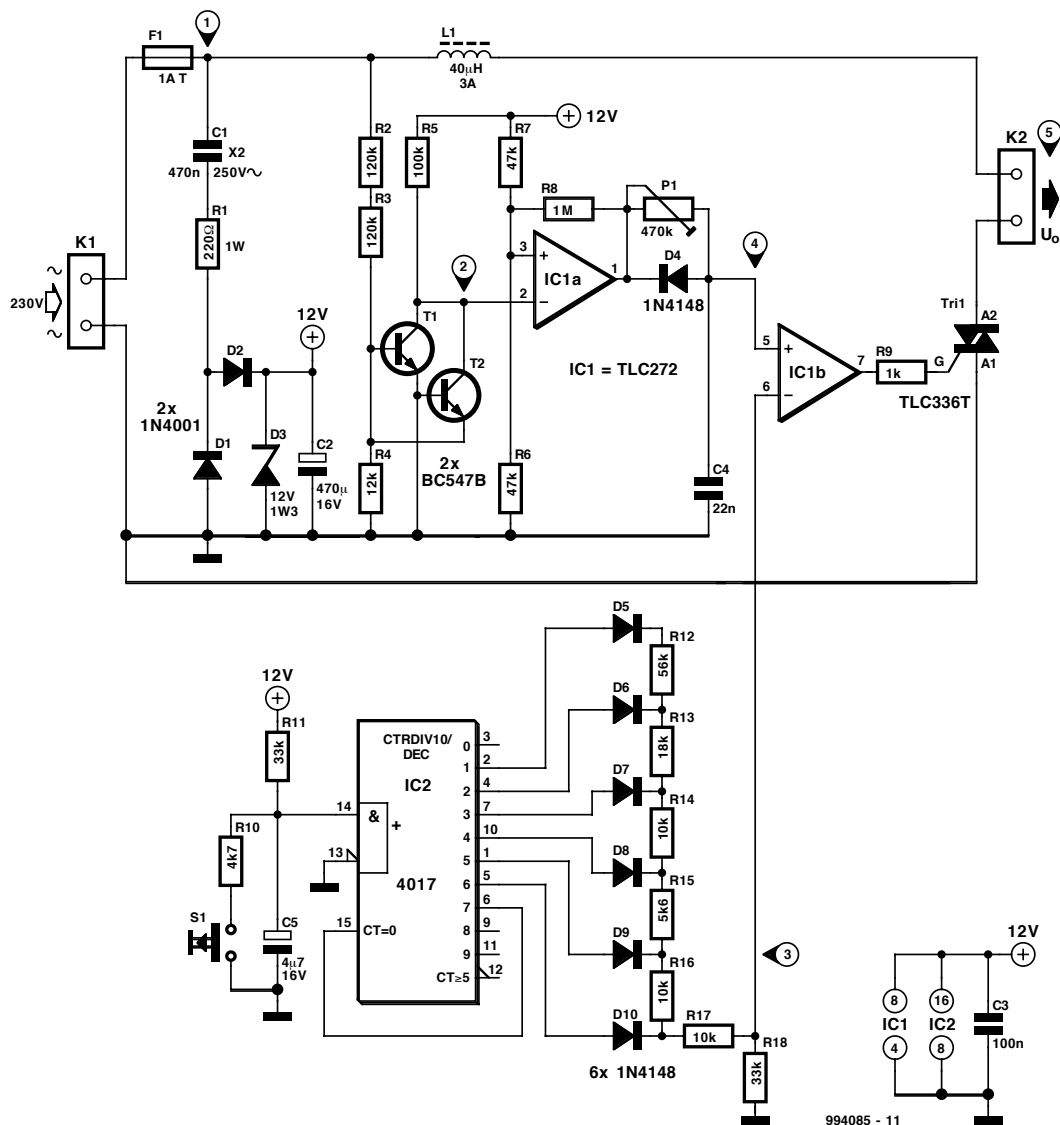 1
F1
1A T
L1
40µH
3A
C1
X2
470n 250V~
R1
220Ω
1W
K1
~
230V
~
R2
120k
R3
120k
R4
12k
R5
100k
R7
47k
12V
R8
1M
P1
470k
3
+
2
−
IC1a
1
D4
1N4148
2
T1
T2
2x
BC547B
R6
47k
IC1 = TLC272
4
5
+
6
−
IC1b
7
R9
1k
G
Tri1
A2
A1
TLC336T
K2
5
Uo
C4
22n
12V
D2
2x
1N4001
D1
D3
12V
1W3
C2
470µ
16V
12V
R11
33k
R10
4k7
S1
C5
4µ7
16V
14
&
+
13
15
CT=0
CTRDIV10/
DEC
IC2
4017
0 3
1 2
2 4
3 7
4 10
5 1
6 5
7 6
8 9
9 11
CT≥5 12
D5
R12
56k
D6
R13
18k
D7
R14
10k
D8
R15
5k6
D9
R16
10k
D10
R17
10k
R18
33k
6x 1N4148
3
12V
8
IC1
4
16
IC2
8
C3
100n
994085 - 11